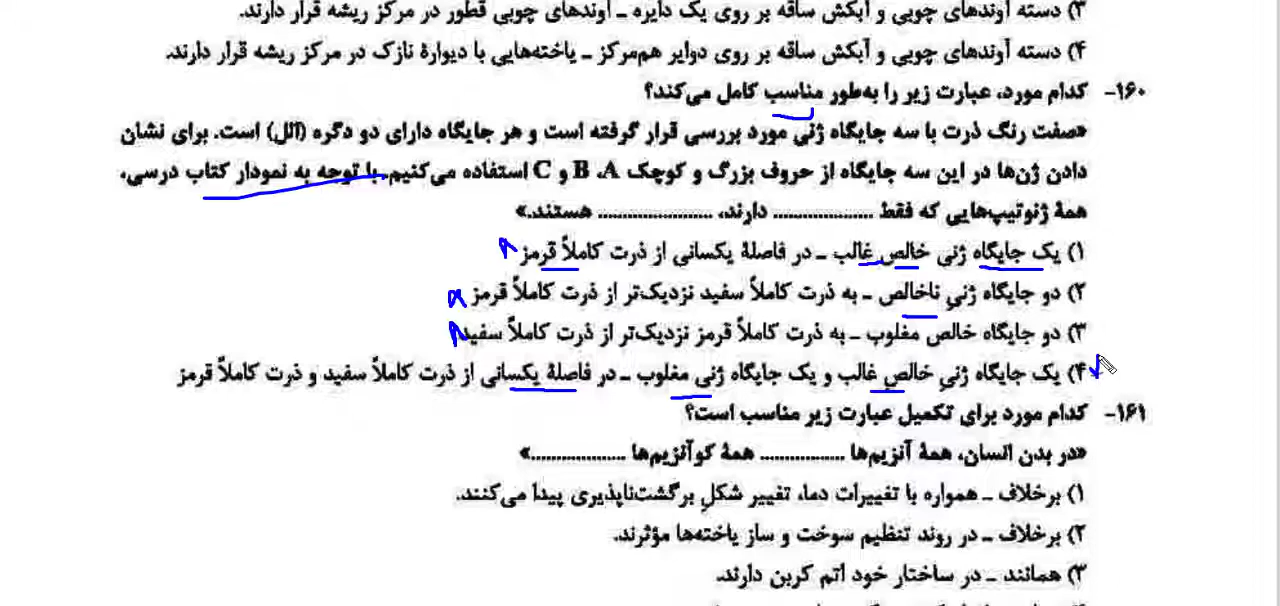 ۳) دسته آوندهای چوبی و آبکش ساقه بر روی یک دایره ــ آوندهای چوبی قطور در مرکز ریشه قرار دارند.
۴) دسته آوندهای چوبی و آبکش ساقه بر روی دوایر هم‌مرکز ــ یاخته‌هایی با دیوارهٔ نازک در مرکز ریشه قرار دارند.
۱۶۰- کدام مورد، عبارت زیر را به‌طور مناسب کامل می‌کند؟
«صفت رنگ ذرت با سه جایگاه ژنی مورد بررسی قرار گرفته است و هر جایگاه دارای دو دگره (الل) است. برای نشان
دادن ژن‌ها در این سه جایگاه از حروف بزرگ و کوچک A، B و C استفاده می‌کنیم. با توجه به نمودار کتاب درسی،
همهٔ ژنوتیپ‌هایی که فقط .................... دارند، ....................... هستند.»
۱) یک جایگاه ژنی خالص غالب ــ در فاصلهٔ یکسانی از ذرت کاملاً قرمز
۲) دو جایگاه ژنیِ ناخالص ــ به ذرت کاملاً سفید نزدیک‌تر از ذرت کاملاً قرمز
۳) دو جایگاه خالص مغلوب ــ به ذرت کاملاً قرمز نزدیک‌تر از ذرت کاملاً سفید
۴) یک جایگاه ژنیِ خالصِ غالب و یک جایگاه ژنی مغلوب ــ در فاصلهٔ یکسانی از ذرت کاملاً سفید و ذرت کاملاً قرمز
۱۶۱- کدام مورد برای تکمیل عبارت زیر مناسب است؟
«در بدن انسان، همهٔ آنزیم‌ها ................. همهٔ کوآنزیم‌ها ...................»
۱) برخلاف ــ همواره با تغییرات دما، تغییر شکلِ برگشت‌ناپذیری پیدا می‌کنند.
۲) برخلاف ــ در روند تنظیم سوخت و ساز یاخته‌ها مؤثرند.
۳) همانند ــ در ساختار خود اتم کربن دارند.